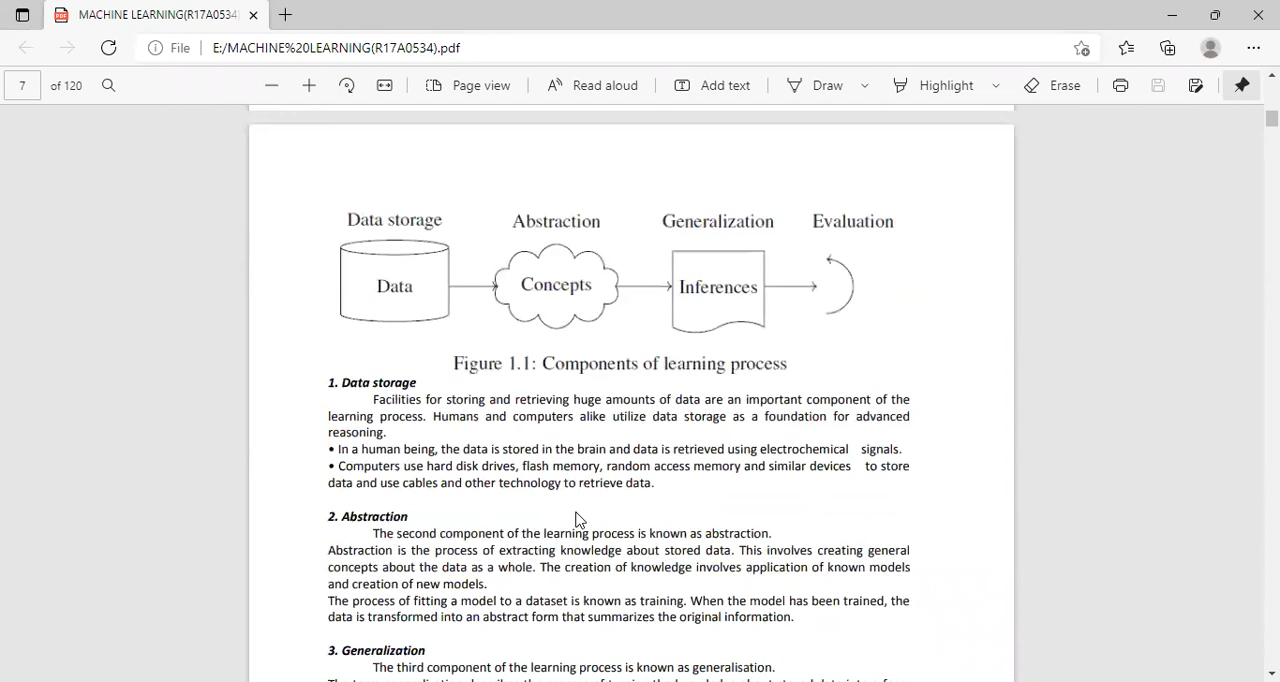 MACHINE LEARNING(R17A0534)
File E:/MACHINE%20LEARNING(R17A0534).pdf
7 of 120 Page view Read aloud Add text Draw Highlight Erase
Data storage Abstraction Generalization Evaluation
Data Concepts Inferences
Figure 1.1: Components of learning process
1. Data storage
Facilities for storing and retrieving huge amounts of data are an important component of the
learning process. Humans and computers alike utilize data storage as a foundation for advanced
reasoning.
• In a human being, the data is stored in the brain and data is retrieved using electrochemical signals.
• Computers use hard disk drives, flash memory, random access memory and similar devices to store
data and use cables and other technology to retrieve data.
2. Abstraction
The second component of the learning process is known as abstraction.
Abstraction is the process of extracting knowledge about stored data. This involves creating general
concepts about the data as a whole. The creation of knowledge involves application of known models
and creation of new models.
The process of fitting a model to a dataset is known as training. When the model has been trained, the
data is transformed into an abstract form that summarizes the original information.
3. Generalization
The third component of the learning process is known as generalisation.